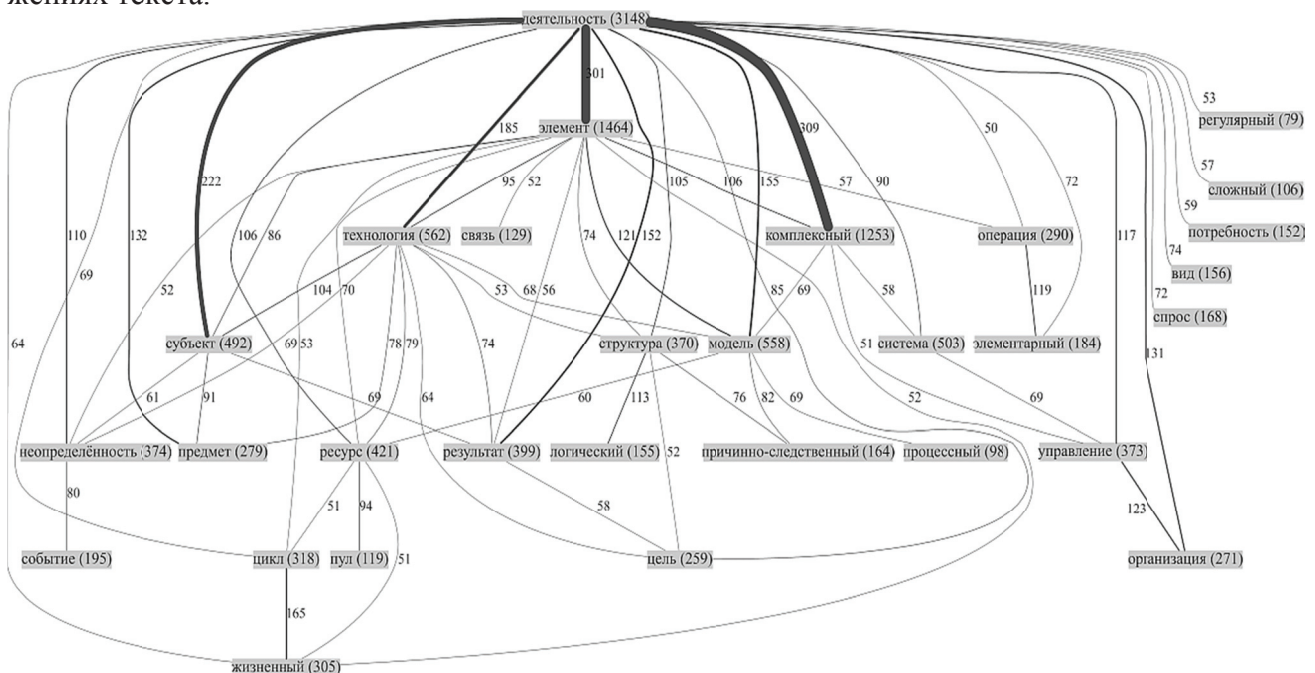 жениях текста.
деятельность (3148)
301
53
регулярный (79)
185
309
50
элемент (1464)
222
95
52
105
106
155
57
90
72
57
сложный (106)
59
потребность (152)
110
69
132
106
86
технология (562)
связь (129)
74
121
152
комплексный (1253)
операция (290)
117
74
вид (156)
72
спрос (168)
64
52
104
70
53
68
56
85
69
58
119
субъект (492)
69
53
78
79
74
структура (370)
модель (558)
система (503)
элементарный (184)
51
131
61
91
69
64
60
113
76
82
69
52
69
неопределённость (374)
предмет (279)
ресурс (421)
результат (399)
логический (155)
52
причинно-следственный (164)
процессный (98)
управление (373)
80
51
94
58
123
событие (195)
цикл (318)
пул (119)
51
цель (259)
организация (271)
165
жизненный (305)